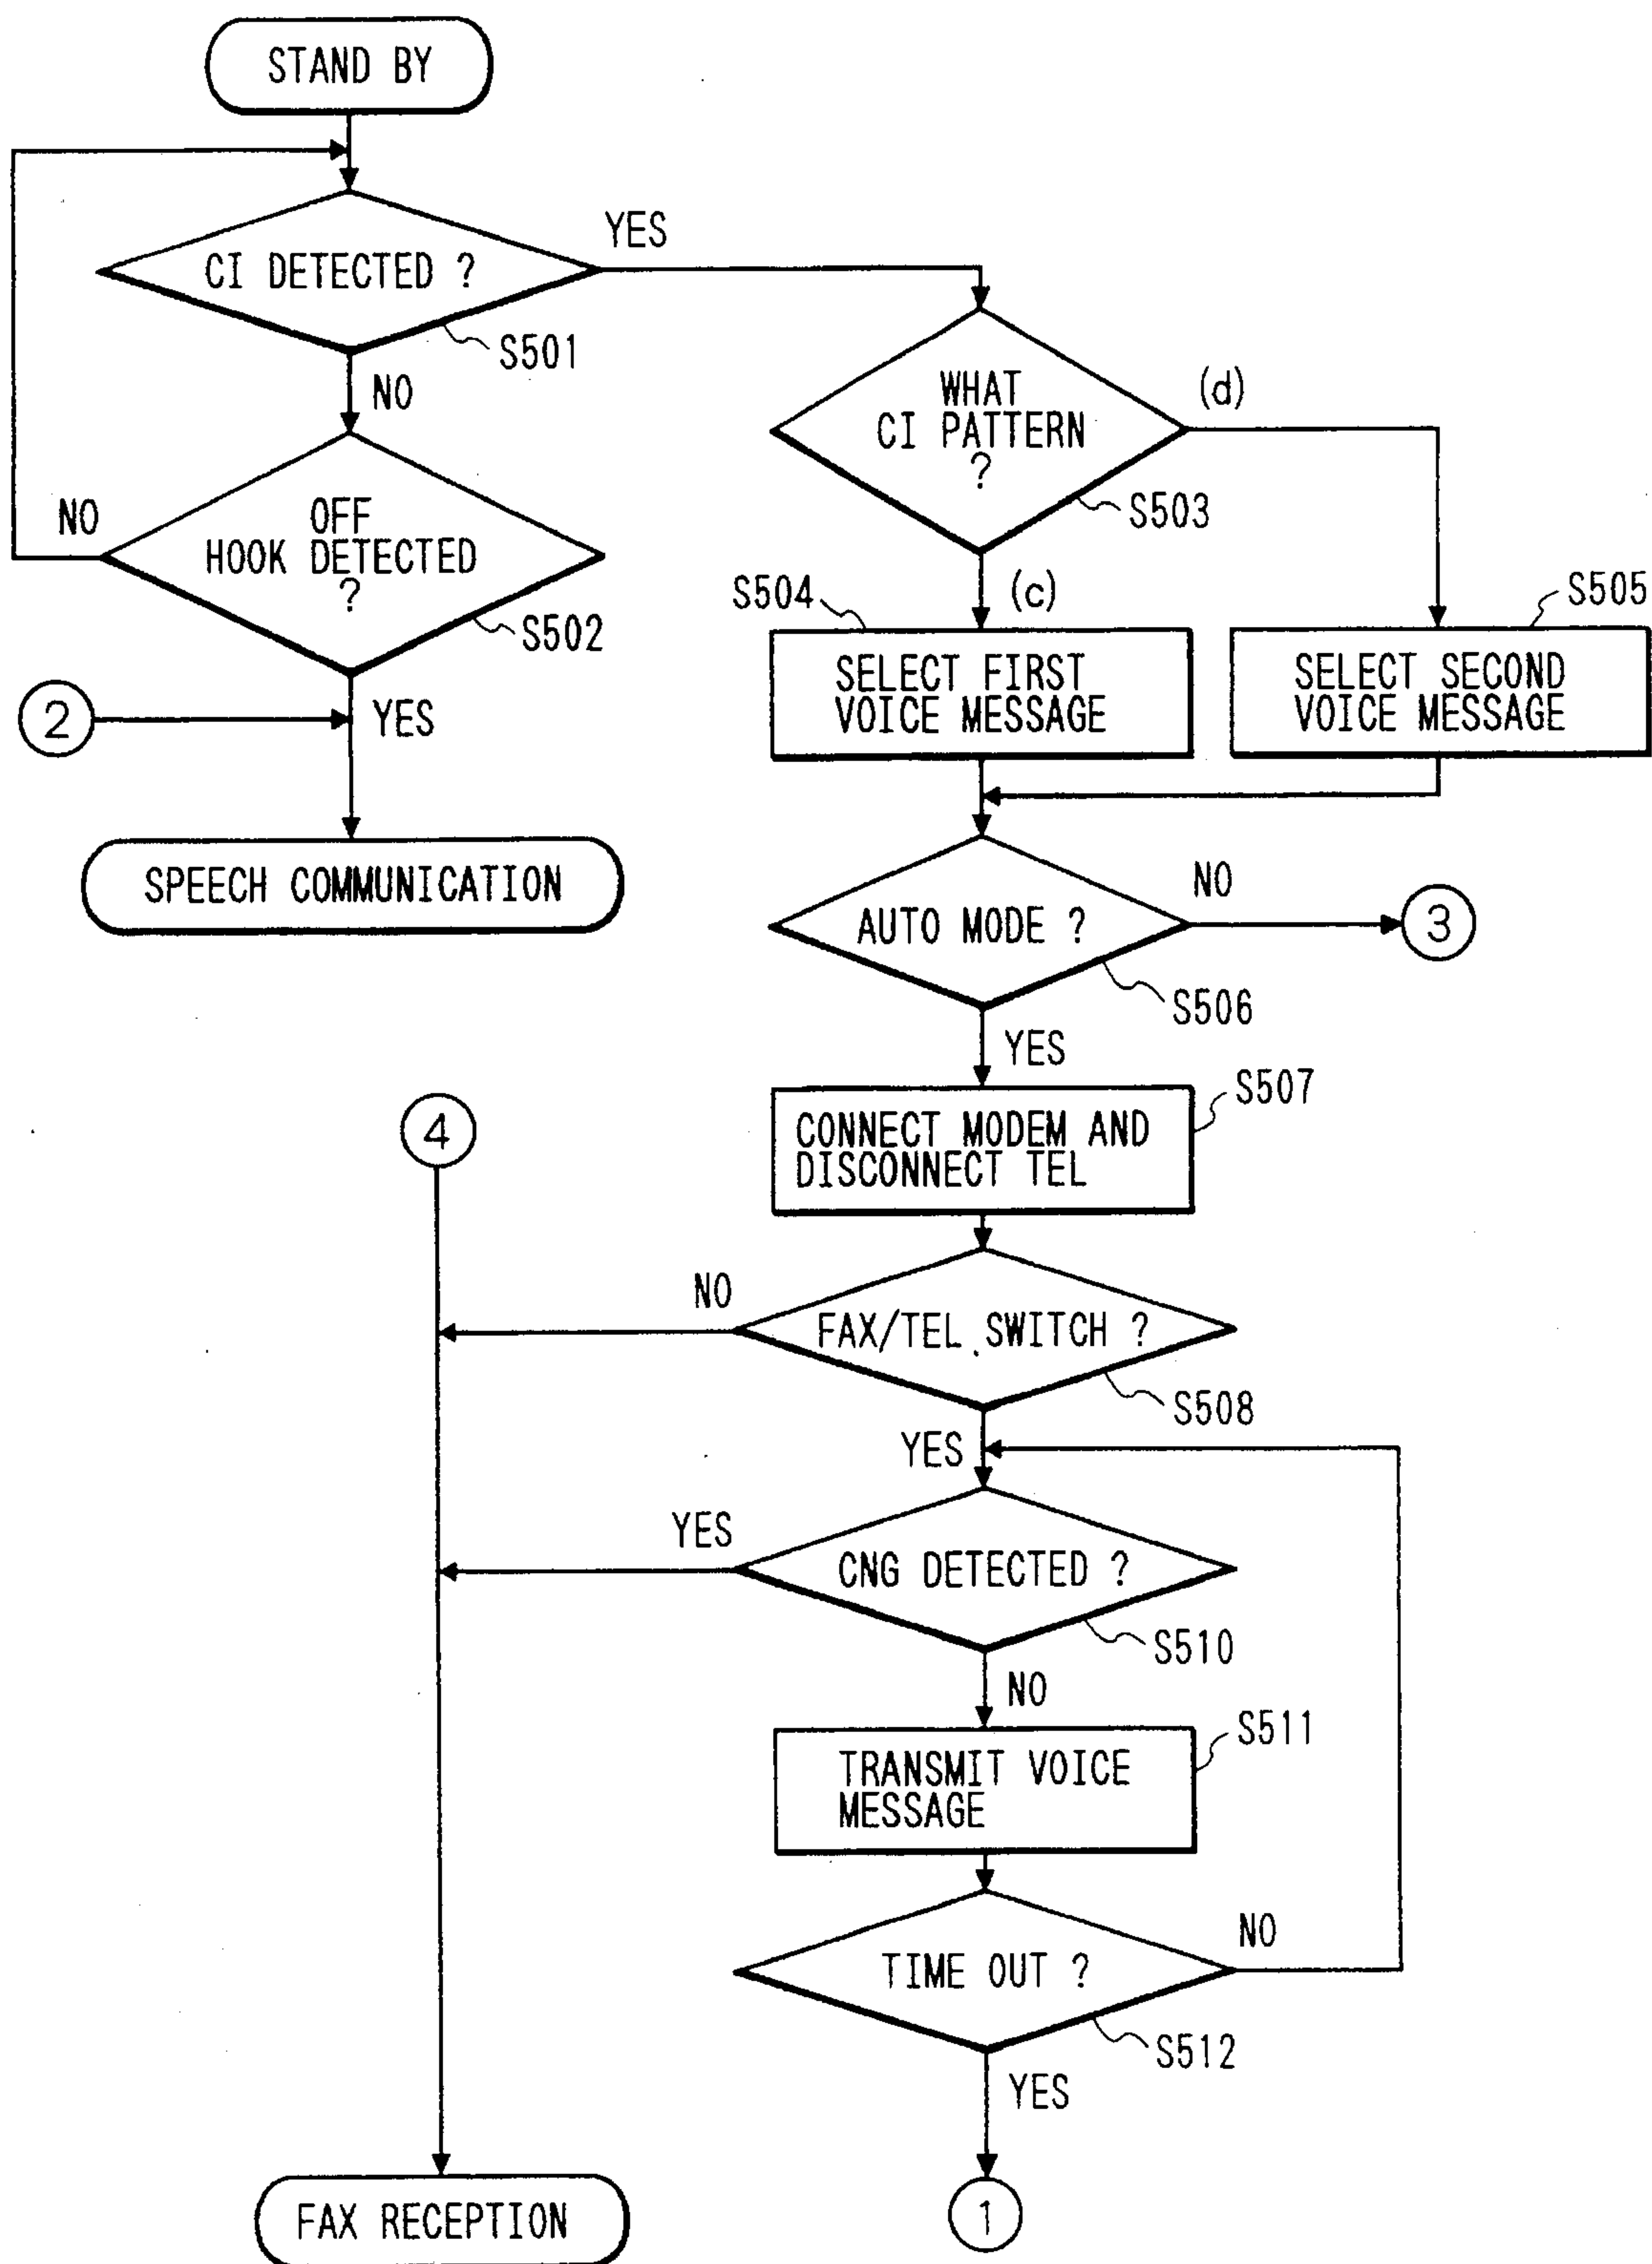 STAND BY
CI DETECTED ?
YES
S501
NO
WHAT
CI PATTERN
?
(d)
S503
OFF
HOOK DETECTED
?
NO
S502
(c)
S504
S505
SELECT FIRST
VOICE MESSAGE
SELECT SECOND
VOICE MESSAGE
2
YES
SPEECH COMMUNICATION
AUTO MODE ?
NO
3
S506
YES
S507
CONNECT MODEM AND
DISCONNECT TEL
4
NO
FAX/TEL SWITCH ?
S508
YES
YES
CNG DETECTED ?
S510
NO
S511
TRANSMIT VOICE
MESSAGE
TIME OUT ?
NO
S512
YES
FAX RECEPTION
1